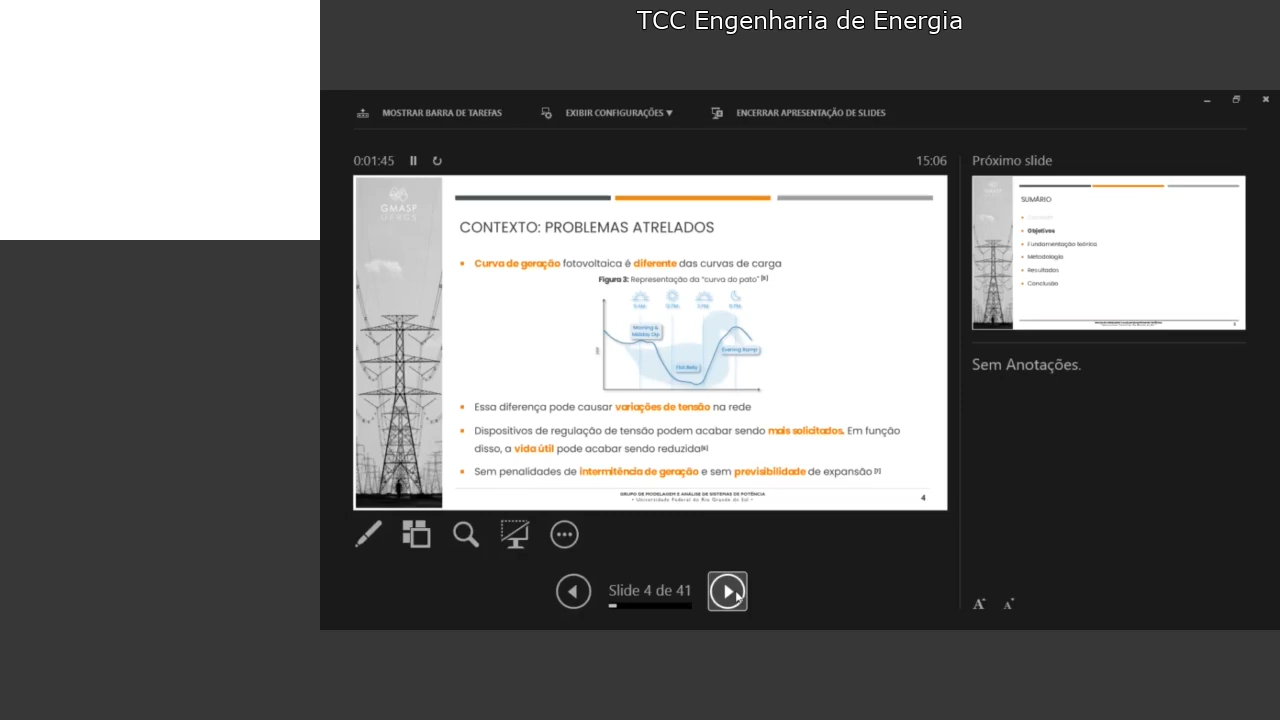 TCC Engenharia de Energia
MOSTRAR BARRA DE TAREFAS
EXIBIR CONFIGURAÇÕES ▼
ENCERRAR APRESENTAÇÃO DE SLIDES
0:01:45
15:06
Próximo slide
GMASP
UFRGS
CONTEXTO: PROBLEMAS ATRELADOS
▪ Curva de geração fotovoltaica é diferente das curvas de carga
Figura 3: Representação da "curva do pato" [5]
Morning &
Midday Dip
Flat Belly
Evening Ramp
▪ Essa diferença pode causar variações de tensão na rede
▪ Dispositivos de regulação de tensão podem acabar sendo mais solicitados. Em função
disso, a vida útil pode acabar sendo reduzida[6]
▪ Sem penalidades de intermitência de geração e sem previsibilidade de expansão [7]
GRUPO DE MODELAGEM E ANÁLISE DE SISTEMAS DE POTÊNCIA
• Universidade Federal do Rio Grande do Sul •
4
SUMÁRIO
▪ Objetivos
▪ Fundamentação teórica
▪ Metodologia
▪ Resultados
▪ Conclusão
Sem Anotações.
Slide 4 de 41
A A